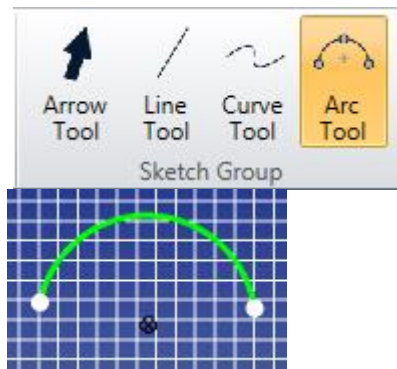 Arrow Tool
Line Tool
Curve Tool
Arc Tool
Sketch Group